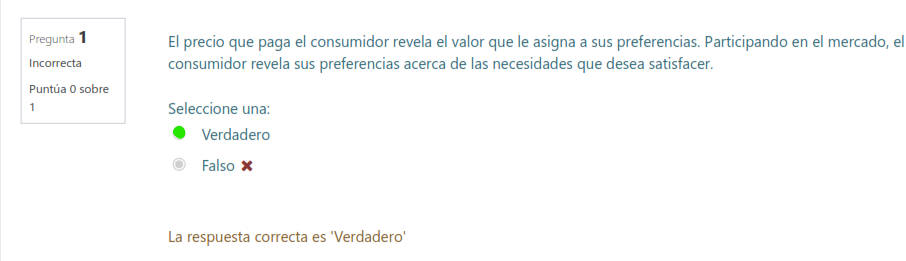 Pregunta 1
Incorrecta
Puntúa 0 sobre
1
El precio que paga el consumidor revela el valor que le asigna a sus preferencias. Participando en el mercado, el
consumidor revela sus preferencias acerca de las necesidades que desea satisfacer.
Seleccione una:
Verdadero
Falso
La respuesta correcta es 'Verdadero'